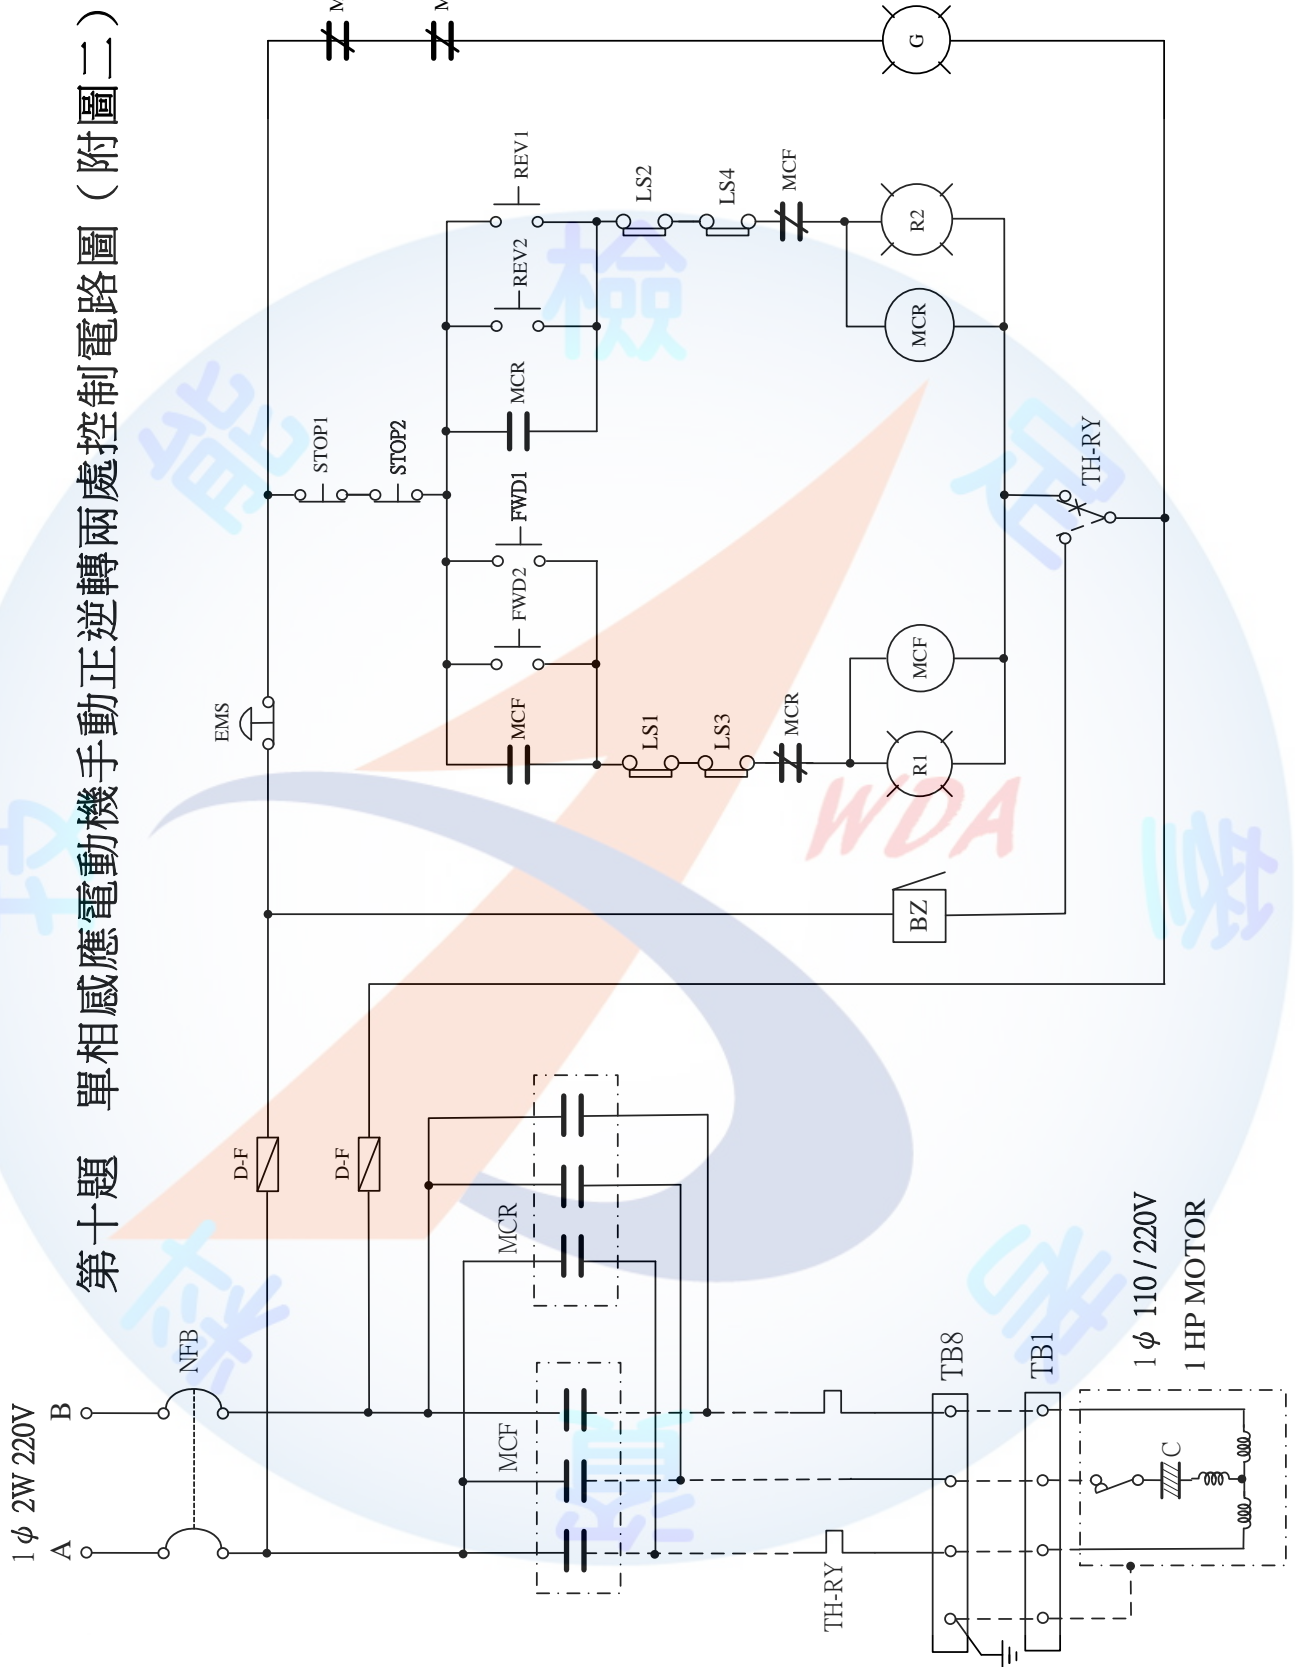 第十題　單相感應電動機手動正逆轉兩處控制電路圖（附圖二）
1ϕ 2W 220V
A
B
NFB
D-F
D-F
EMS
STOP1
STOP2
MCF
FWD2
FWD1
MCR
REV2
REV1
LS1
LS3
MCR
LS2
LS4
MCF
R1
MCF
MCR
R2
G
BZ
TH-RY
MCF
MCR
TH-RY
TB8
TB1
C
1ϕ 110 / 220V
1 HP MOTOR
WDA